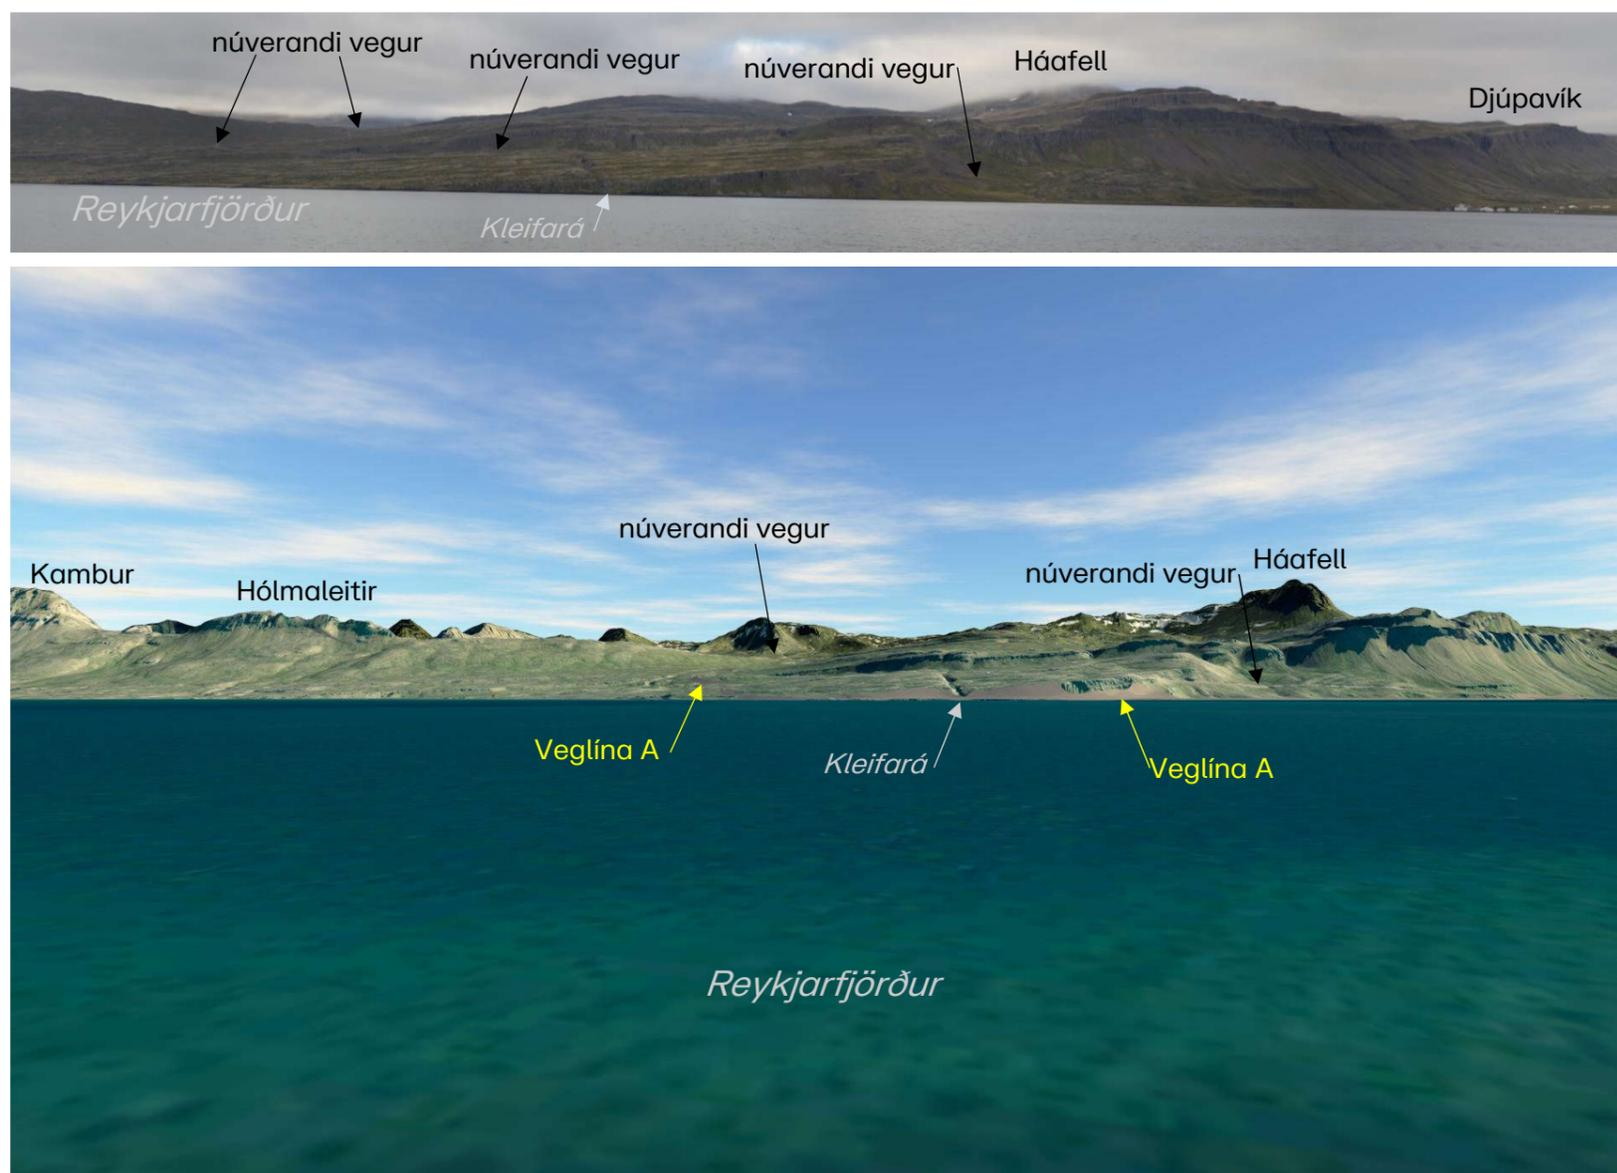 núverandi vegur
núverandi vegur
núverandi vegur
Háafell
Djúpavík
Reykjarfjörður
Kleifará
núverandi vegur
Háafell
núverandi vegur
Kambur
Hólmaleitir
Veglína A
Kleifará
Veglína A
Reykjarfjörður